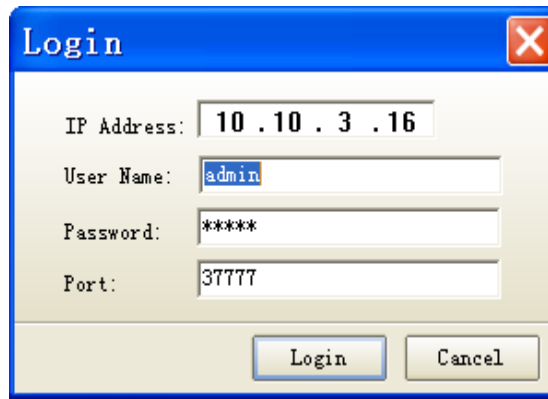 Login
IP Address: 10 . 10 . 3 . 16
User Name: admin
Password: *****
Port: 37777
Login Cancel